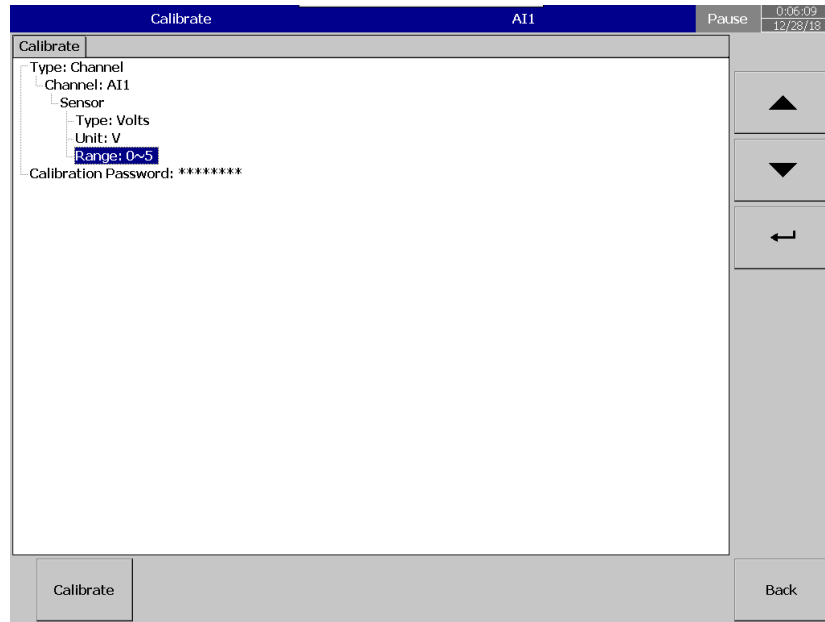 Calibrate AI1 Pause 0:06:09
12/28/18
Calibrate
Type: Channel
Channel: AI1
Sensor
Type: Volts
Unit: V
Range: 0~5
Calibration Password: ********
Calibrate
Back